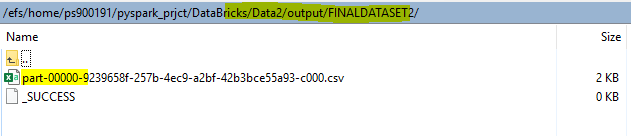 /efs/home/ps900191/pyspark_prjct/DataBricks/Data2/output/FINALDATASET2/
Name Size
..
part-00000-9239658f-257b-4ec9-a2bf-42b3bce55a93-c000.csv 2 KB
_SUCCESS 0 KB